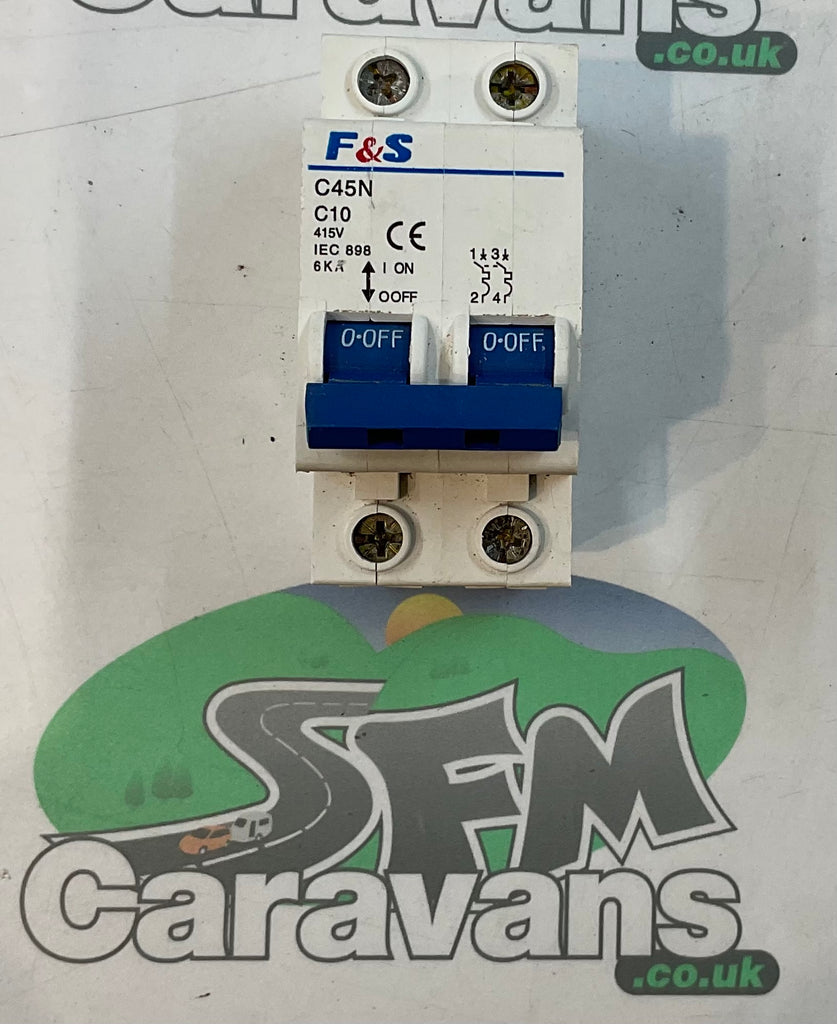 Caravans
.co.uk
F&S
C45N
C10
415V
IEC 898
6KA
CE
I ON
O OFF
1 3
2 4
O·OFF O·OFF
SFM
Caravans
.co.uk